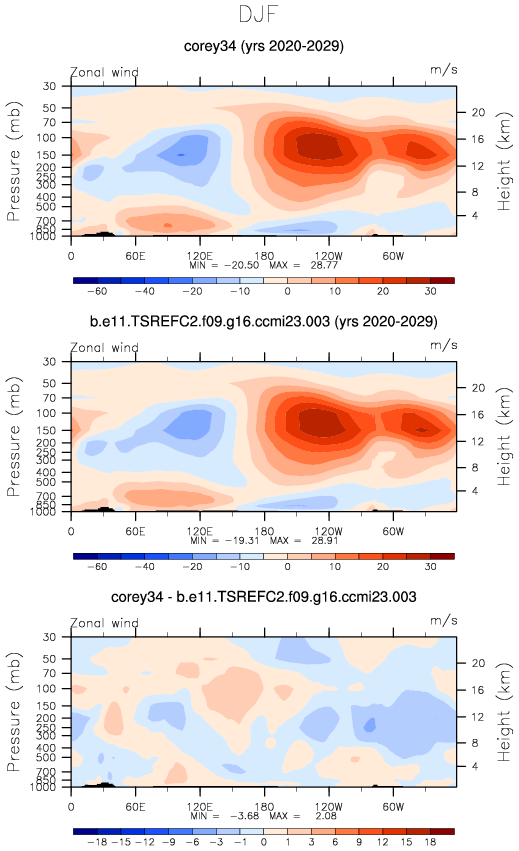 DJF
corey34 (yrs 2020-2029)
Zonal wind m/s
Pressure (mb)
30
50
70
100
150
200
250
300
400
500
700
850
1000
Height (km)
20
16
12
8
4
0 60E 120E 180 120W 60W
MIN = -20.50 MAX = 28.77
-60 -40 -20 -10 0 10 20 30
b.e11.TSREFC2.f09.g16.ccmi23.003 (yrs 2020-2029)
Zonal wind m/s
Pressure (mb)
30
50
70
100
150
200
250
300
400
500
700
850
1000
Height (km)
20
16
12
8
4
0 60E 120E 180 120W 60W
MIN = -19.31 MAX = 28.91
-60 -40 -20 -10 0 10 20 30
corey34 - b.e11.TSREFC2.f09.g16.ccmi23.003
Zonal wind m/s
Pressure (mb)
30
50
70
100
150
200
250
300
400
500
700
850
1000
Height (km)
20
16
12
8
4
0 60E 120E 180 120W 60W
MIN = -3.68 MAX = 2.08
-18 -15 -12 -9 -6 -3 -1 0 1 3 6 9 12 15 18